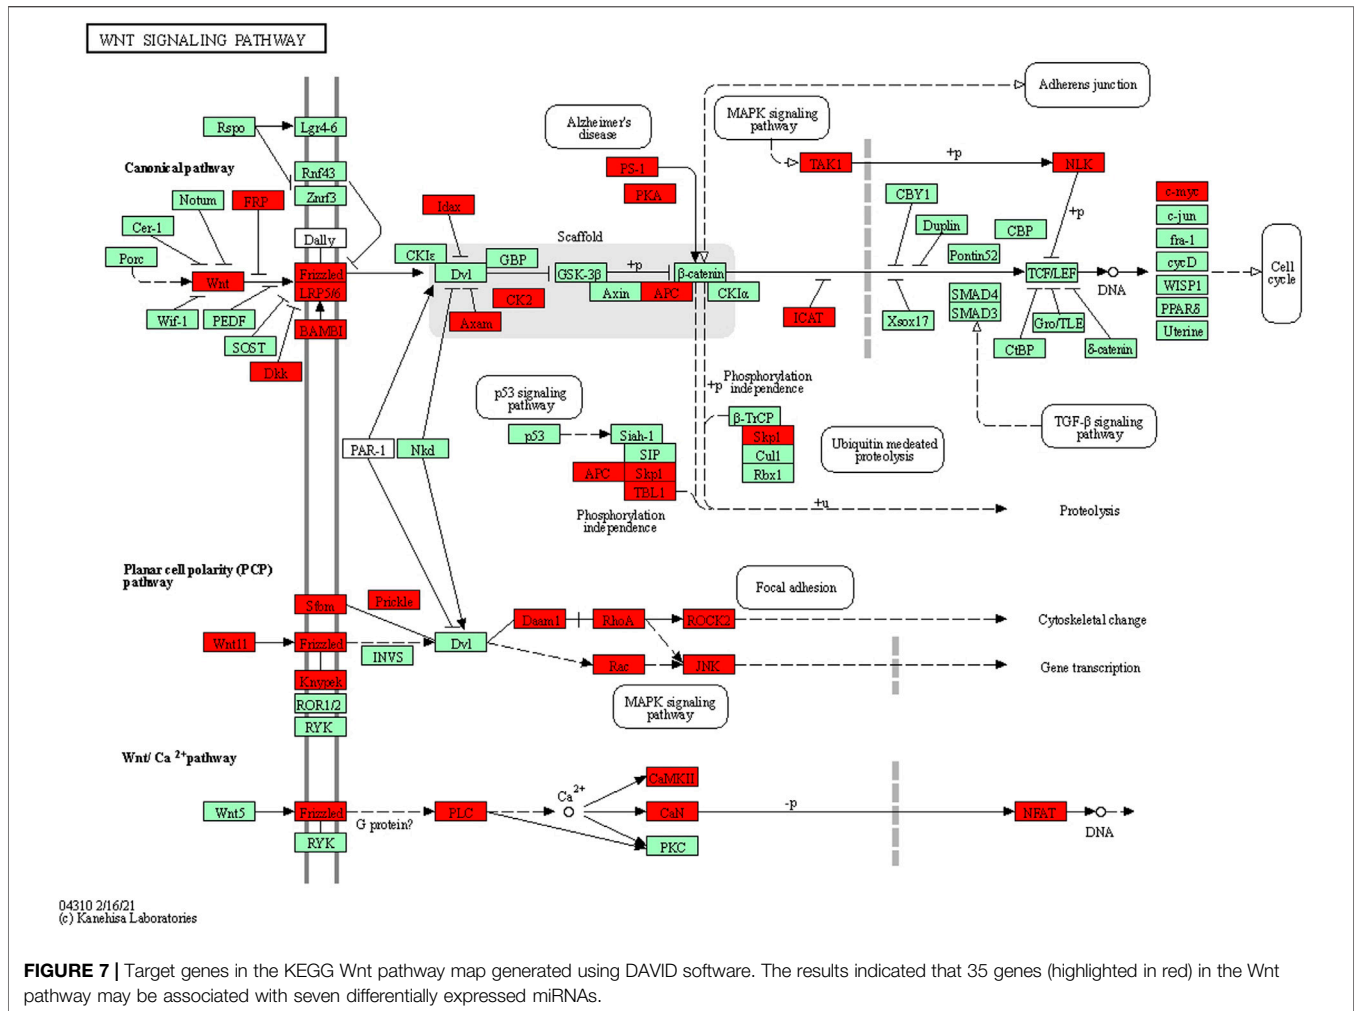 WNT SIGNALING PATHWAY
Adherens junction
MAPK signaling
pathway
Alzheimer's
disease
Rspo
Lgr4-6
+p
TAK1
NLK
PS-1
PKA
Canonical pathway
Rnf43
Znrf3
Notum
FRP
Idax
CBY1
c-myc
c-jun
fra-1
cycD
WISP1
PPARδ
Uterine
Cell
cycle
Cer-1
Dally
Scaffold
Duplin
CBP
+p
Porc
CKIε
GBP
Pontin52
Wnt
Frizzled
LRP5/6
Dvl
GSK-3β
+p
β-catenin
TCF/LEF
DNA
Axin
APC
CKIα
CK2
Axam
ICAT
Xsox17
SMAD4
SMAD3
Gro/TLE
CtBP
δ-catenin
Wif-1
PEDF
BAMBI
SOST
Dkk
p53 signaling
pathway
+p
Phosphorylation
independence
β-TrCP
Skp1
Cul1
Rbx1
Ubiquitin mediated
proteolysis
TGF-β signaling
pathway
PAR-1
Nkd
p53
Siah-1
SIP
APC
Skp1
TBL1
Phosphorylation
independence
+u
Proteolysis
Planar cell polarity (PCP)
pathway
Focal adhesion
Stbm
Prickle
Daam1
RhoA
ROCK2
Cytoskeletal change
Wnt11
Frizzled
INVS
Dvl
Rac
JNK
Gene transcription
Knypek
ROR1/2
RYK
MAPK signaling
pathway
Wnt/ Ca 2+ pathway
CaMKII
Ca2+
Wnt5
Frizzled
G protein?
PLC
CaN
-p
NFAT
DNA
RYK
PKC
04310 2/16/21
(c) Kanehisa Laboratories
FIGURE 7 | Target genes in the KEGG Wnt pathway map generated using DAVID software. The results indicated that 35 genes (highlighted in red) in the Wnt
pathway may be associated with seven differentially expressed miRNAs.